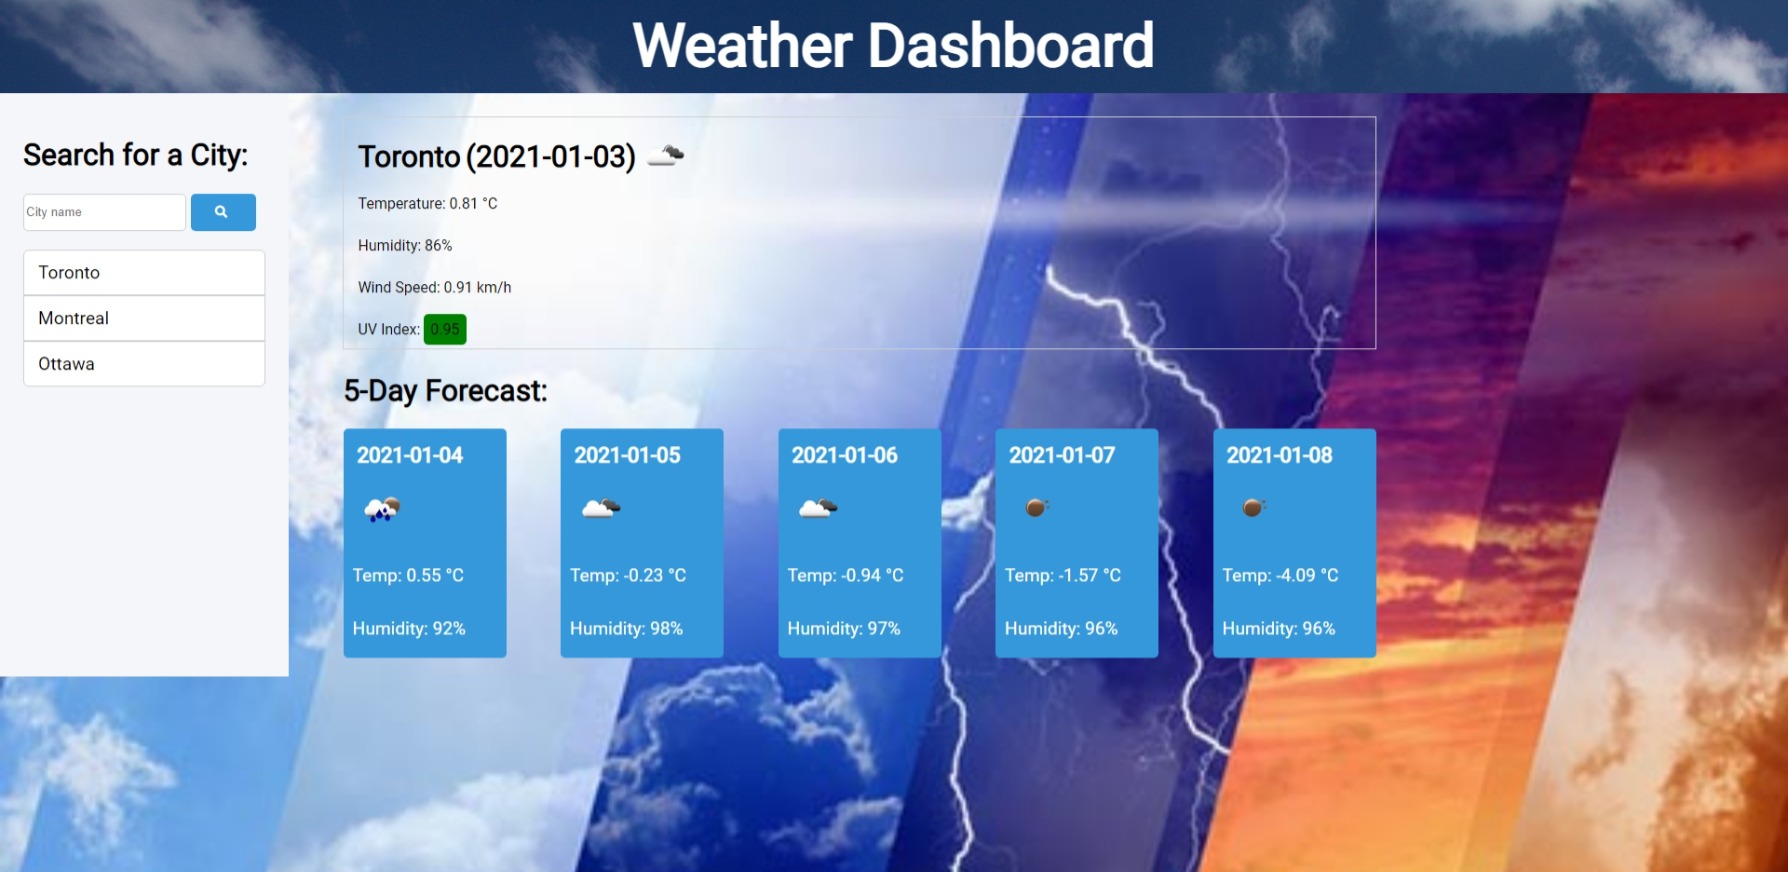 Weather Dashboard
Search for a City:
City name
Toronto
Montreal
Ottawa
Toronto (2021-01-03)
Temperature: 0.81 °C
Humidity: 86%
Wind Speed: 0.91 km/h
UV Index: 0.95
5-Day Forecast:
2021-01-04
Temp: 0.55 °C
Humidity: 92%
2021-01-05
Temp: -0.23 °C
Humidity: 98%
2021-01-06
Temp: -0.94 °C
Humidity: 97%
2021-01-07
Temp: -1.57 °C
Humidity: 96%
2021-01-08
Temp: -4.09 °C
Humidity: 96%